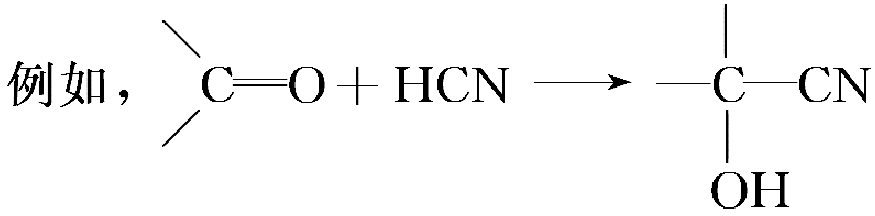 例如， C=O + HCN ⟶ —C—CN
OH